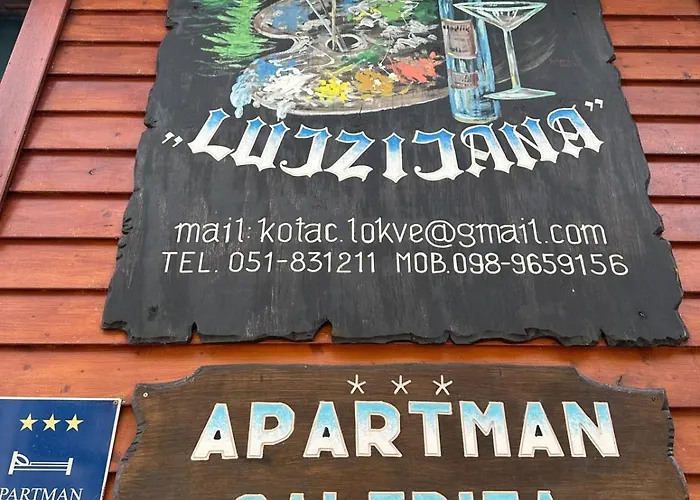 „LUJZIJANA”
mail:kotac.lokve@gmail.com
TEL. 051-831211 MOB.098-9659156
APARTMAN
APARTMAN